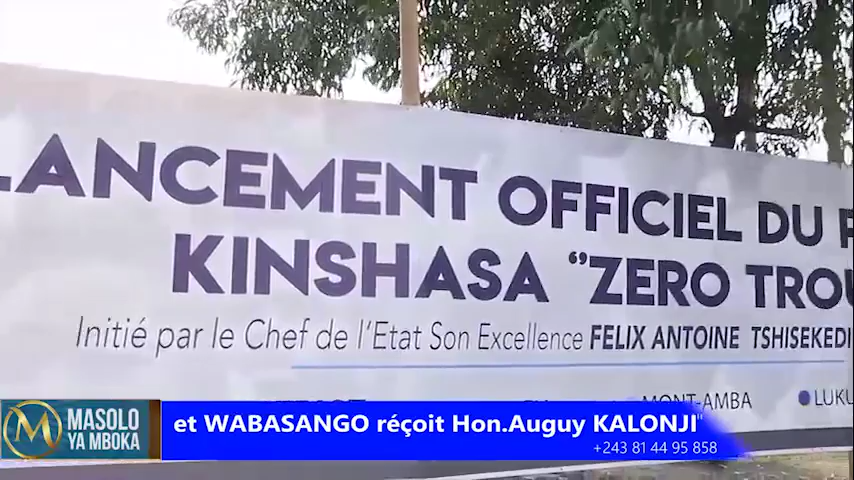 LANCEMENT OFFICIEL DU
KINSHASA "ZERO TROU
Initié par le Chef de l'Etat Son Excellence FELIX ANTOINE TSHISEKEDI
MONT-AMBA
LUKU
M MASOLO
YA MBOKA
et WABASANGO réçoit Hon.Auguy KALONJI"
+243 81 44 95 858